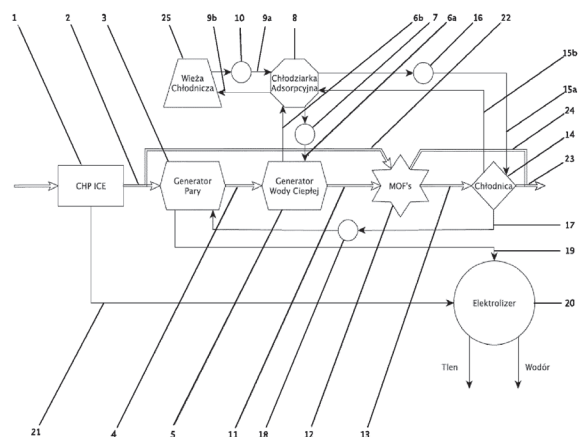 25
9b
10
9a
8
6b
7
6a
16
22
1
2
3
15b
15a
24
14
23
Wieża
Chłodnicza
Chłodziarka
Adsorpcyjna
CHP ICE
Generator
Pary
Generator
Wody Ciepłej
MOF's
Chłodnica
17
19
Elektrolizer
20
Tlen
Wodór
21
4
5
11
18
12
13